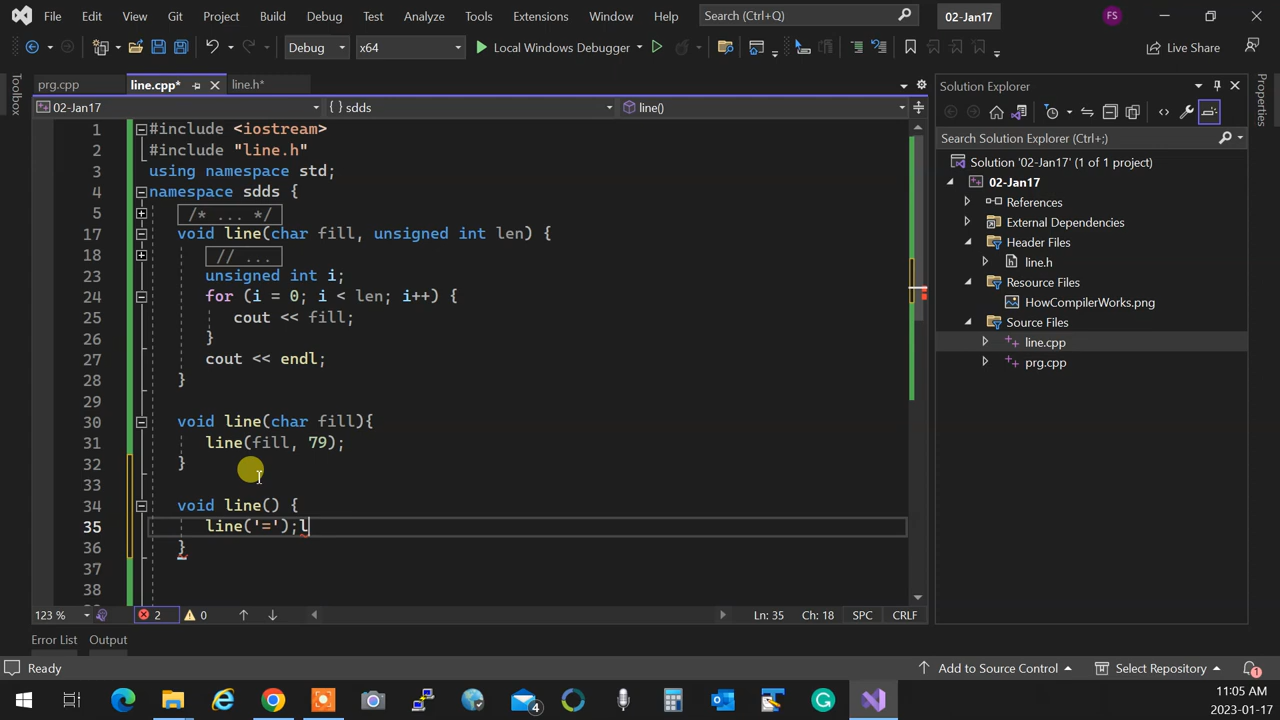 File Edit View Git Project Build Debug Test Analyze Tools Extensions Window Help Search (Ctrl+Q) 02-Jan17 FS
Debug x64 Local Windows Debugger Live Share
Toolbox
prg.cpp line.cpp* line.h*
02-Jan17 {} sdds line()
1 #include <iostream>
2 #include "line.h"
3 using namespace std;
4 namespace sdds {
5 /* ... */
17 void line(char fill, unsigned int len) {
18 // ...
23 unsigned int i;
24 for (i = 0; i < len; i++) {
25 cout << fill;
26 }
27 cout << endl;
28 }
29
30 void line(char fill){
31 line(fill, 79);
32 }
33
34 void line() {
35 line('=');l
36 }
37
38
123 % 2 0 Ln: 35 Ch: 18 SPC CRLF
Error List Output
Solution Explorer
Search Solution Explorer (Ctrl+;)
Solution '02-Jan17' (1 of 1 project)
02-Jan17
References
External Dependencies
Header Files
line.h
Resource Files
HowCompilerWorks.png
Source Files
line.cpp
prg.cpp
Properties
Ready Add to Source Control Select Repository 1
4
11:05 AM
2023-01-17